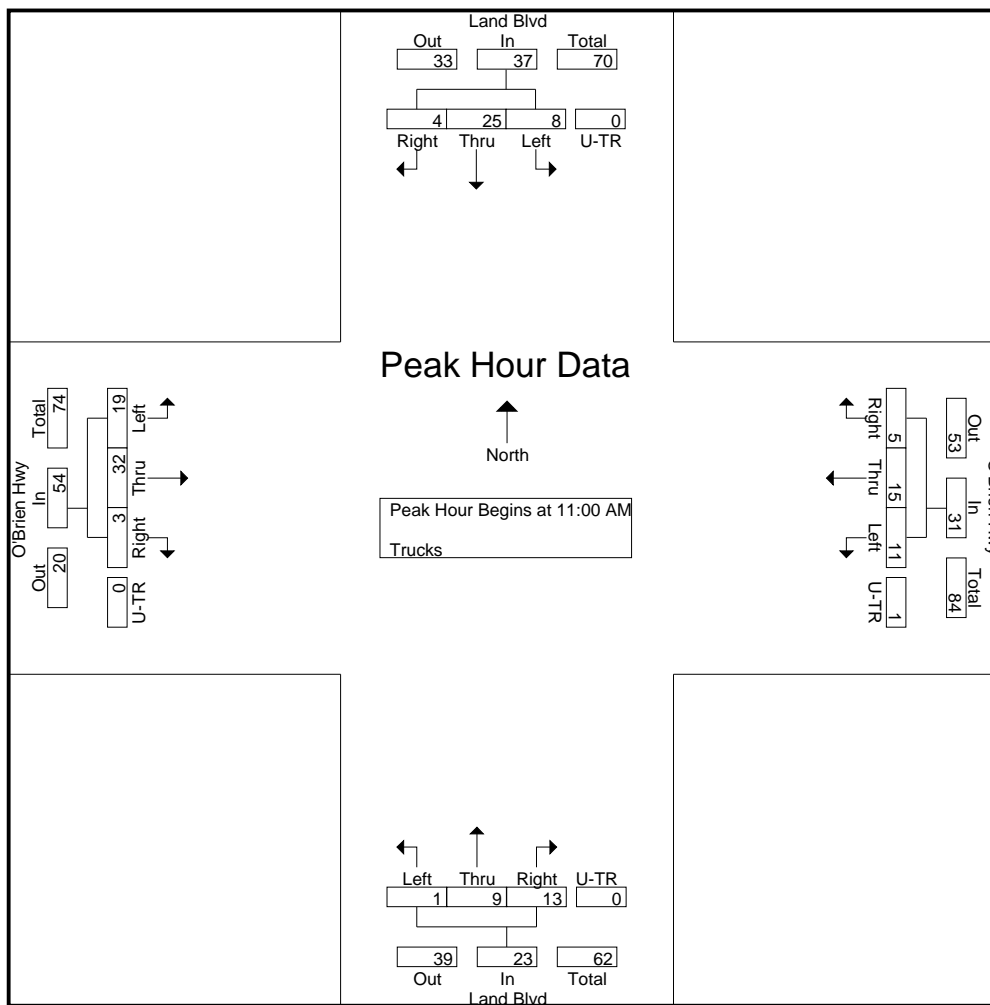 Land Blvd
Out In Total
33 37 70
4 25 8 0
Right Thru Left U-TR
Peak Hour Data
North
Peak Hour Begins at 11:00 AM
Trucks
O'Brien Hwy
Total In Out
74 54 20
19 32 3 0
Left Thru Right U-TR
Right Thru Left U-TR
5 15 11 1
Out In Total
53 31 84
Left Thru Right U-TR
1 9 13 0
39 23 62
Out In Total
Land Blvd